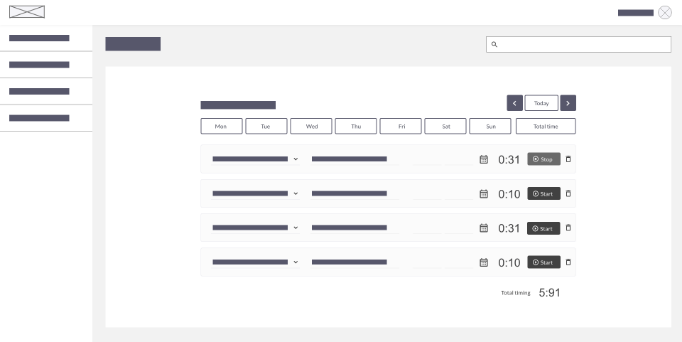 Today
Mon Tue Wed Thu Fri Sat Sun Total time
0:31 Stop
0:10 Start
0:31 Start
0:10 Start
Total timing 5:91